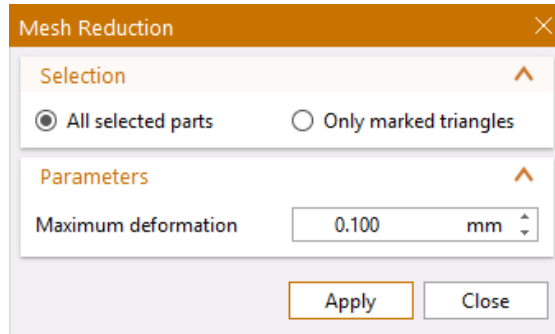 Mesh Reduction
Selection
All selected parts Only marked triangles
Parameters
Maximum deformation 0.100 mm
Apply Close